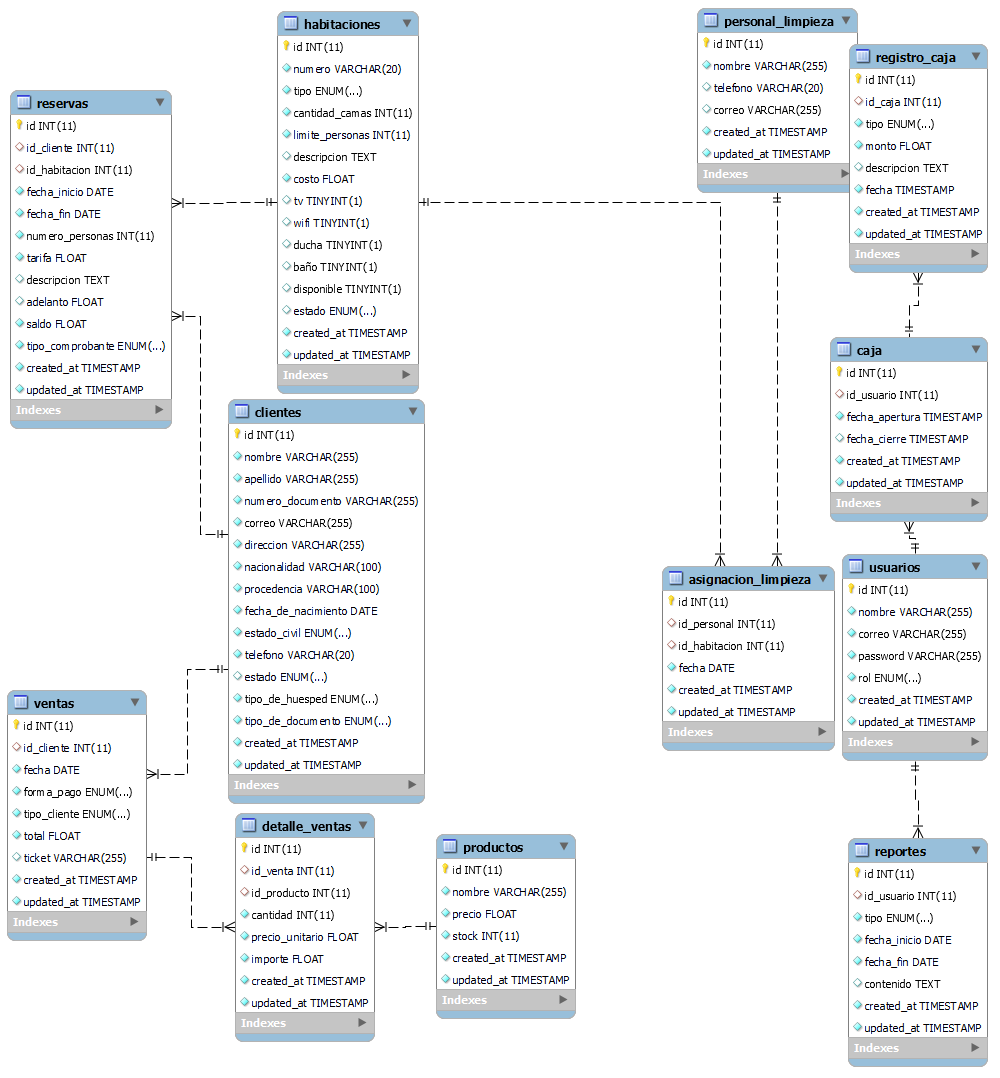 habitaciones
id INT(11)
numero VARCHAR(20)
tipo ENUM(...)
cantidad_camas INT(11)
limite_personas INT(11)
descripcion TEXT
costo FLOAT
tv TINYINT(1)
wifi TINYINT(1)
ducha TINYINT(1)
baño TINYINT(1)
disponible TINYINT(1)
estado ENUM(...)
created_at TIMESTAMP
updated_at TIMESTAMP
Indexes
personal_limpieza
id INT(11)
nombre VARCHAR(255)
telefono VARCHAR(20)
correo VARCHAR(255)
created_at TIMESTAMP
updated_at TIMESTAMP
Indexes
registro_caja
id INT(11)
id_caja INT(11)
tipo ENUM(...)
monto FLOAT
descripcion TEXT
fecha TIMESTAMP
created_at TIMESTAMP
updated_at TIMESTAMP
Indexes
reservas
id INT(11)
id_cliente INT(11)
id_habitacion INT(11)
fecha_inicio DATE
fecha_fin DATE
numero_personas INT(11)
tarifa FLOAT
descripcion TEXT
adelanto FLOAT
saldo FLOAT
tipo_comprobante ENUM(...)
created_at TIMESTAMP
updated_at TIMESTAMP
Indexes
caja
id INT(11)
id_usuario INT(11)
fecha_apertura TIMESTAMP
fecha_cierre TIMESTAMP
created_at TIMESTAMP
updated_at TIMESTAMP
Indexes
clientes
id INT(11)
nombre VARCHAR(255)
apellido VARCHAR(255)
numero_documento VARCHAR(255)
correo VARCHAR(255)
direccion VARCHAR(255)
nacionalidad VARCHAR(100)
procedencia VARCHAR(100)
fecha_de_nacimiento DATE
estado_civil ENUM(...)
telefono VARCHAR(20)
estado ENUM(...)
tipo_de_huesped ENUM(...)
tipo_de_documento ENUM(...)
created_at TIMESTAMP
updated_at TIMESTAMP
Indexes
asignacion_limpieza
id INT(11)
id_personal INT(11)
id_habitacion INT(11)
fecha DATE
created_at TIMESTAMP
updated_at TIMESTAMP
Indexes
usuarios
id INT(11)
nombre VARCHAR(255)
correo VARCHAR(255)
password VARCHAR(255)
rol ENUM(...)
created_at TIMESTAMP
updated_at TIMESTAMP
Indexes
ventas
id INT(11)
id_cliente INT(11)
fecha DATE
forma_pago ENUM(...)
tipo_cliente ENUM(...)
total FLOAT
ticket VARCHAR(255)
created_at TIMESTAMP
updated_at TIMESTAMP
Indexes
detalle_ventas
id INT(11)
id_venta INT(11)
id_producto INT(11)
cantidad INT(11)
precio_unitario FLOAT
importe FLOAT
created_at TIMESTAMP
updated_at TIMESTAMP
Indexes
productos
id INT(11)
nombre VARCHAR(255)
precio FLOAT
stock INT(11)
created_at TIMESTAMP
updated_at TIMESTAMP
Indexes
reportes
id INT(11)
id_usuario INT(11)
tipo ENUM(...)
fecha_inicio DATE
fecha_fin DATE
contenido TEXT
created_at TIMESTAMP
updated_at TIMESTAMP
Indexes